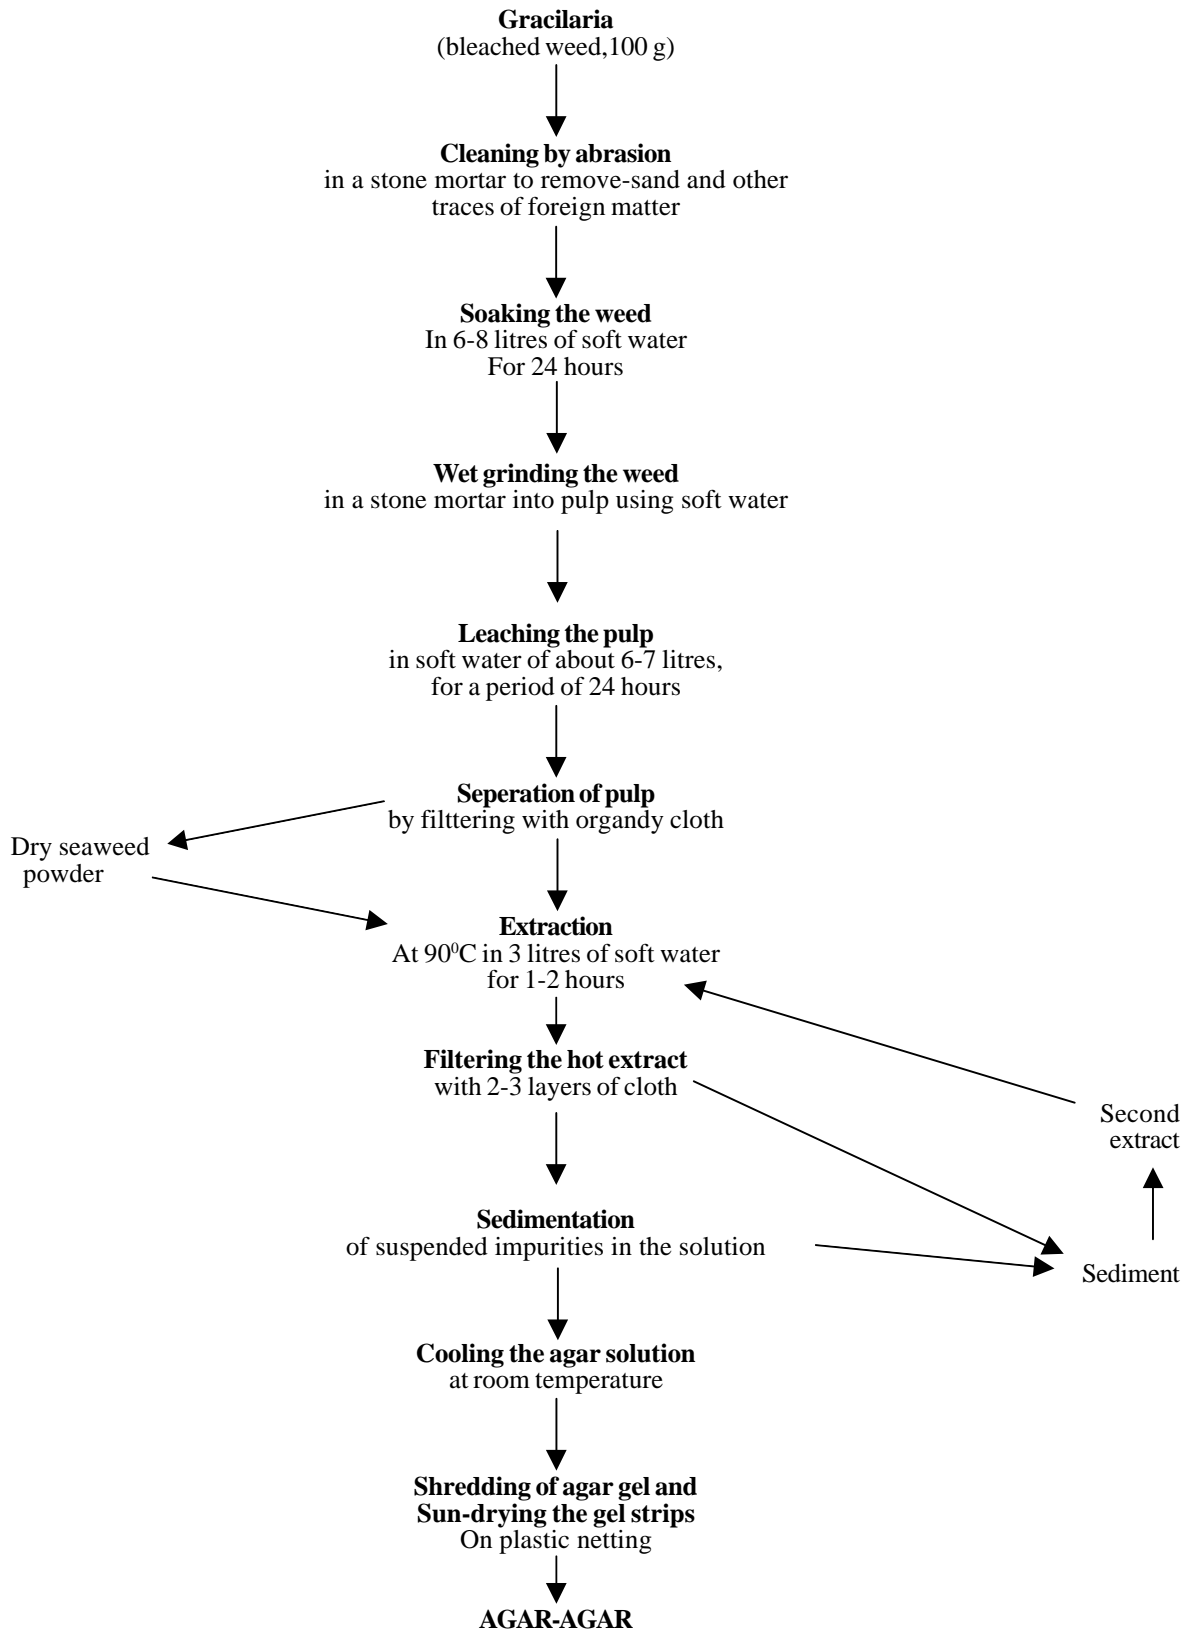 Gracilaria
(bleached weed,100 g)
Cleaning by abrasion
in a stone mortar to remove-sand and other
traces of foreign matter
Soaking the weed
In 6-8 litres of soft water
For 24 hours
Wet grinding the weed
in a stone mortar into pulp using soft water
Leaching the pulp
in soft water of about 6-7 litres,
for a period of 24 hours
Seperation of pulp
by filttering with organdy cloth
Dry seaweed
powder
Extraction
At 90⁰C in 3 litres of soft water
for 1-2 hours
Filtering the hot extract
with 2-3 layers of cloth
Second
extract
Sedimentation
of suspended impurities in the solution
Sediment
Cooling the agar solution
at room temperature
Shredding of agar gel and
Sun-drying the gel strips
On plastic netting
AGAR-AGAR